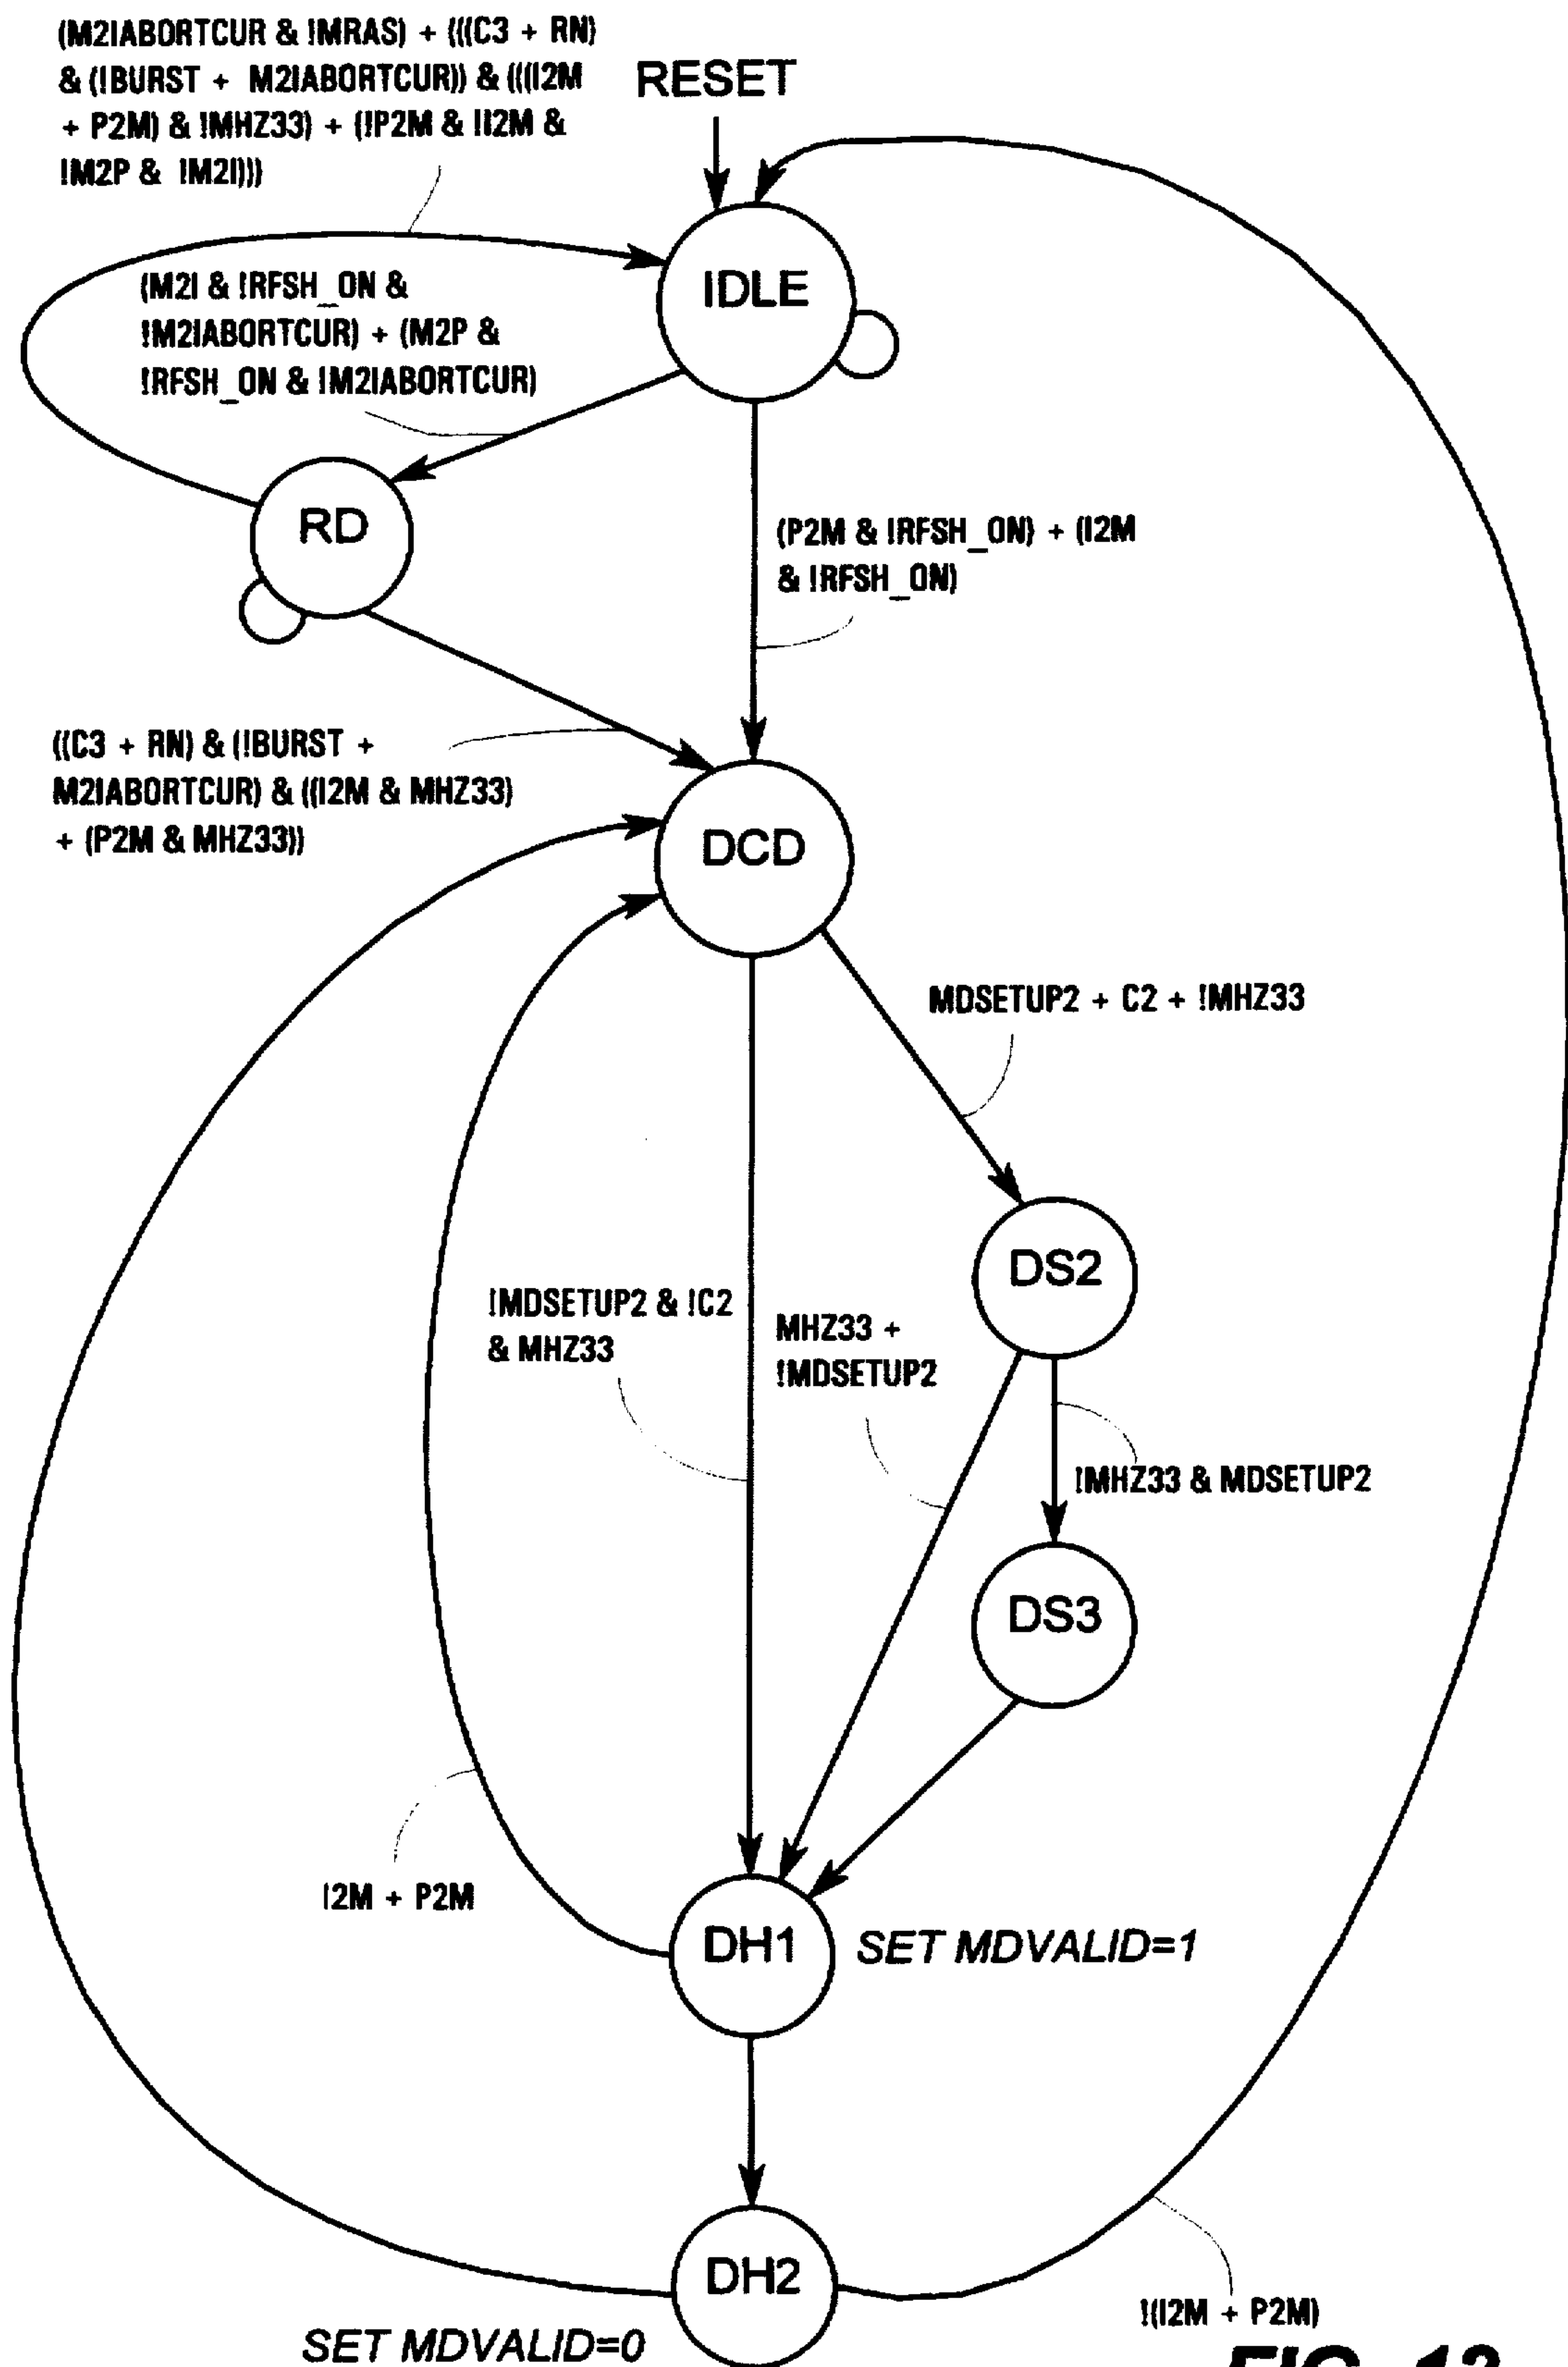 (M2IABORTCUR & !MRAS) + (((C3 + RN)
& (!BURST + M2IABORTCUR)) & ((((I2M
+ P2M) & !MHZ33) + (!P2M & !I2M &
!M2P & !M2I)))
RESET
IDLE
(M2I & !RFSH_ON &
!M2IABORTCUR) + (M2P &
!RFSH_ON & !M2IABORTCUR)
RD
(P2M & !RFSH_ON) + (I2M
& !RFSH_ON)
((C3 + RN) & (!BURST +
M2IABORTCUR) & ((I2M & MHZ33)
+ (P2M & MHZ33))
DCD
MDSETUP2 + C2 + !MHZ33
DS2
!MDSETUP2 & !C2
& MHZ33
MHZ33 +
!MDSETUP2
!MHZ33 & MDSETUP2
DS3
I2M + P2M
DH1
SET MDVALID=1
DH2
!(I2M + P2M)
SET MDVALID=0